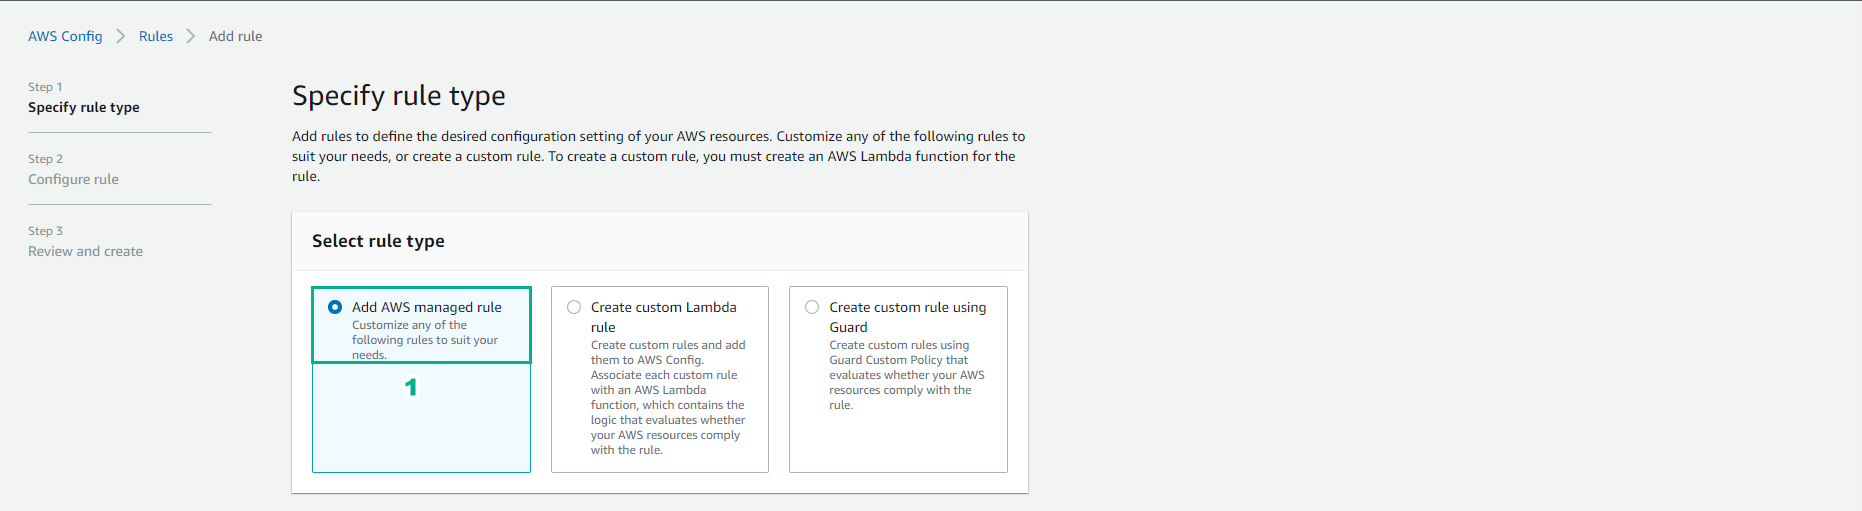 AWS Config > Rules > Add rule
Step 1
Specify rule type
Step 2
Configure rule
Step 3
Review and create
Specify rule type
Add rules to define the desired configuration setting of your AWS resources. Customize any of the following rules to
suit your needs, or create a custom rule. To create a custom rule, you must create an AWS Lambda function for the
rule.
Select rule type
Add AWS managed rule
Customize any of the
following rules to suit your
needs.
1
Create custom Lambda
rule
Create custom rules and add
them to AWS Config.
Associate each custom rule
with an AWS Lambda
function, which contains the
logic that evaluates whether
your AWS resources comply
with the rule.
Create custom rule using
Guard
Create custom rules using
Guard Custom Policy that
evaluates whether your AWS
resources comply with the
rule.